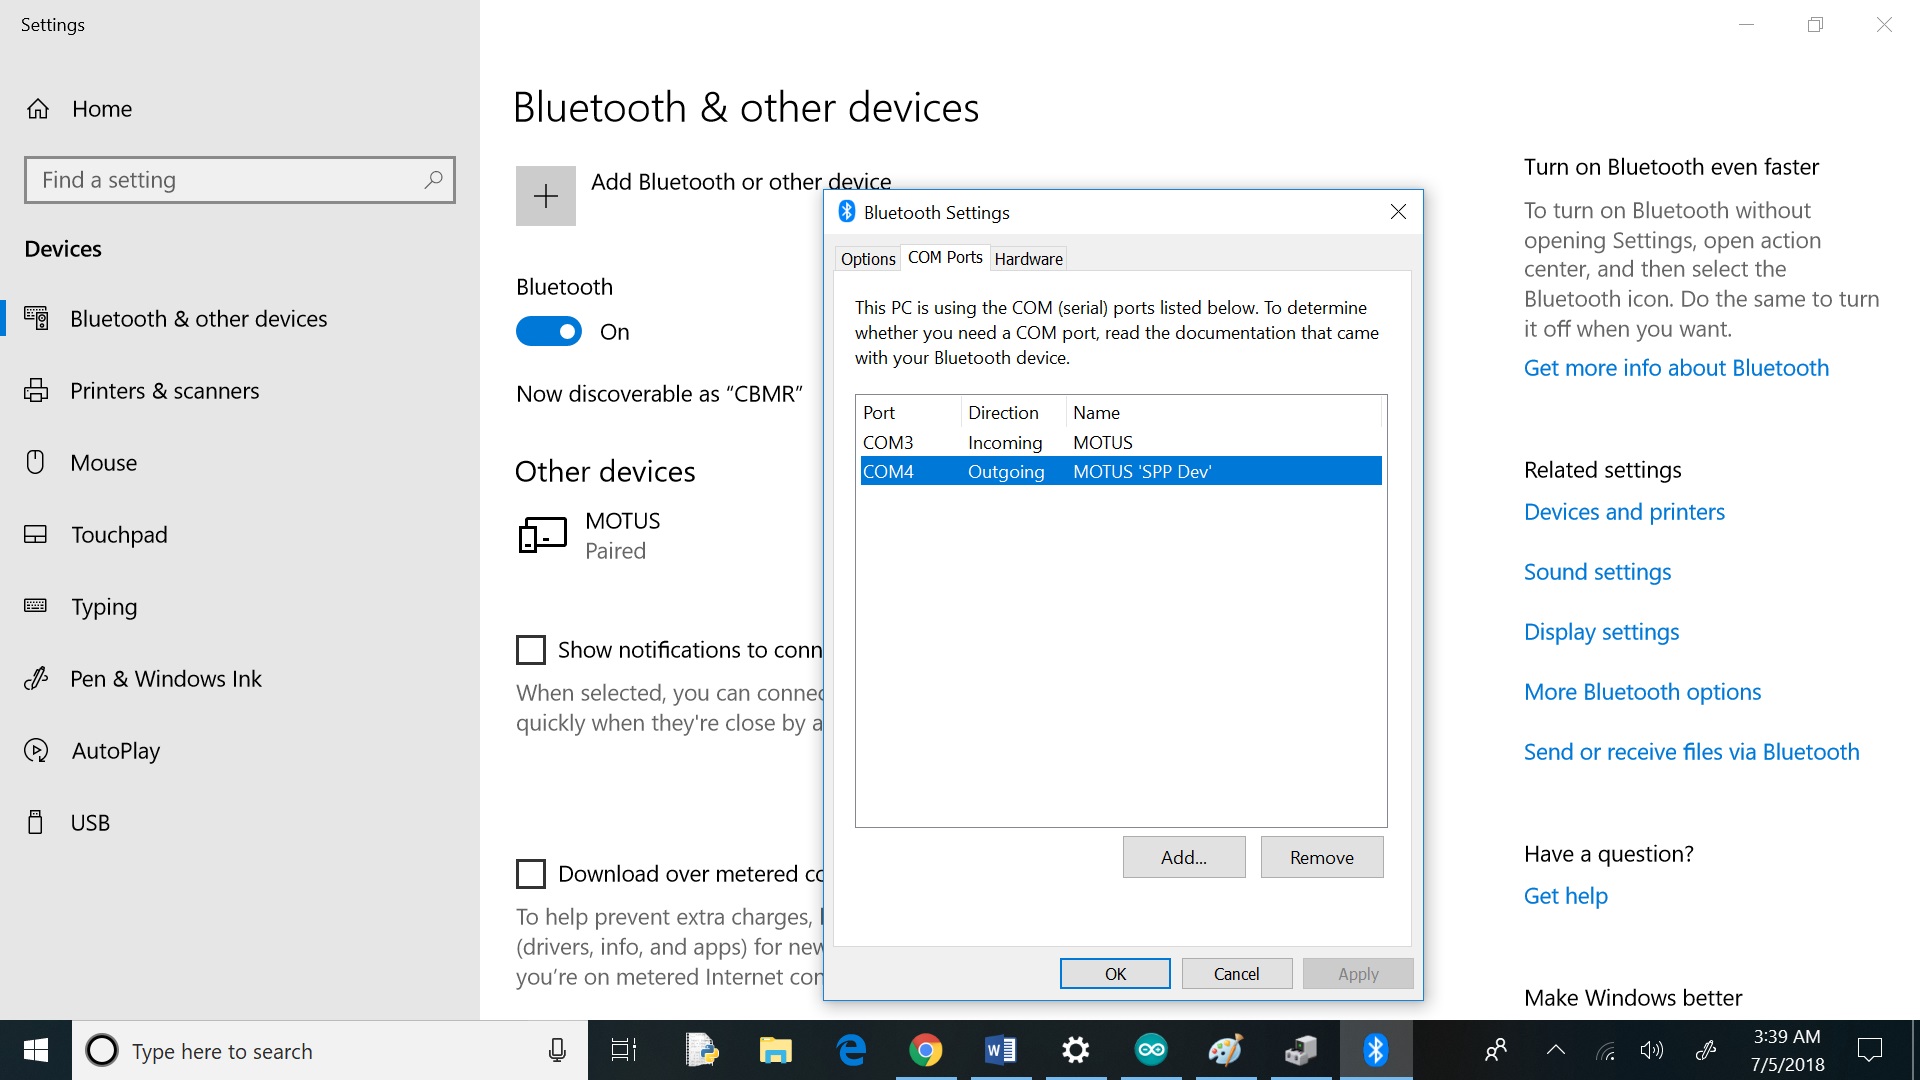 Settings
Home
Find a setting
Devices
Bluetooth & other devices
Printers & scanners
Mouse
Touchpad
Typing
Pen & Windows Ink
AutoPlay
USB
Bluetooth & other devices
Add Bluetooth or other device
Bluetooth
On
Now discoverable as “CBMR”
Other devices
MOTUS
Paired
Show notifications to conn
When selected, you can connec
quickly when they're close by a
Download over metered co
To help prevent extra charges,
(drivers, info, and apps) for new
you’re on metered Internet con
Bluetooth Settings
Options COM Ports Hardware
This PC is using the COM (serial) ports listed below. To determine
whether you need a COM port, read the documentation that came
with your Bluetooth device.
Port Direction Name
COM3 Incoming MOTUS
COM4 Outgoing MOTUS 'SPP Dev'
Add... Remove
OK Cancel Apply
Turn on Bluetooth even faster
To turn on Bluetooth without
opening Settings, open action
center, and then select the
Bluetooth icon. Do the same to turn
it off when you want.
Get more info about Bluetooth
Related settings
Devices and printers
Sound settings
Display settings
More Bluetooth options
Send or receive files via Bluetooth
Have a question?
Get help
Make Windows better
Type here to search
3:39 AM
7/5/2018